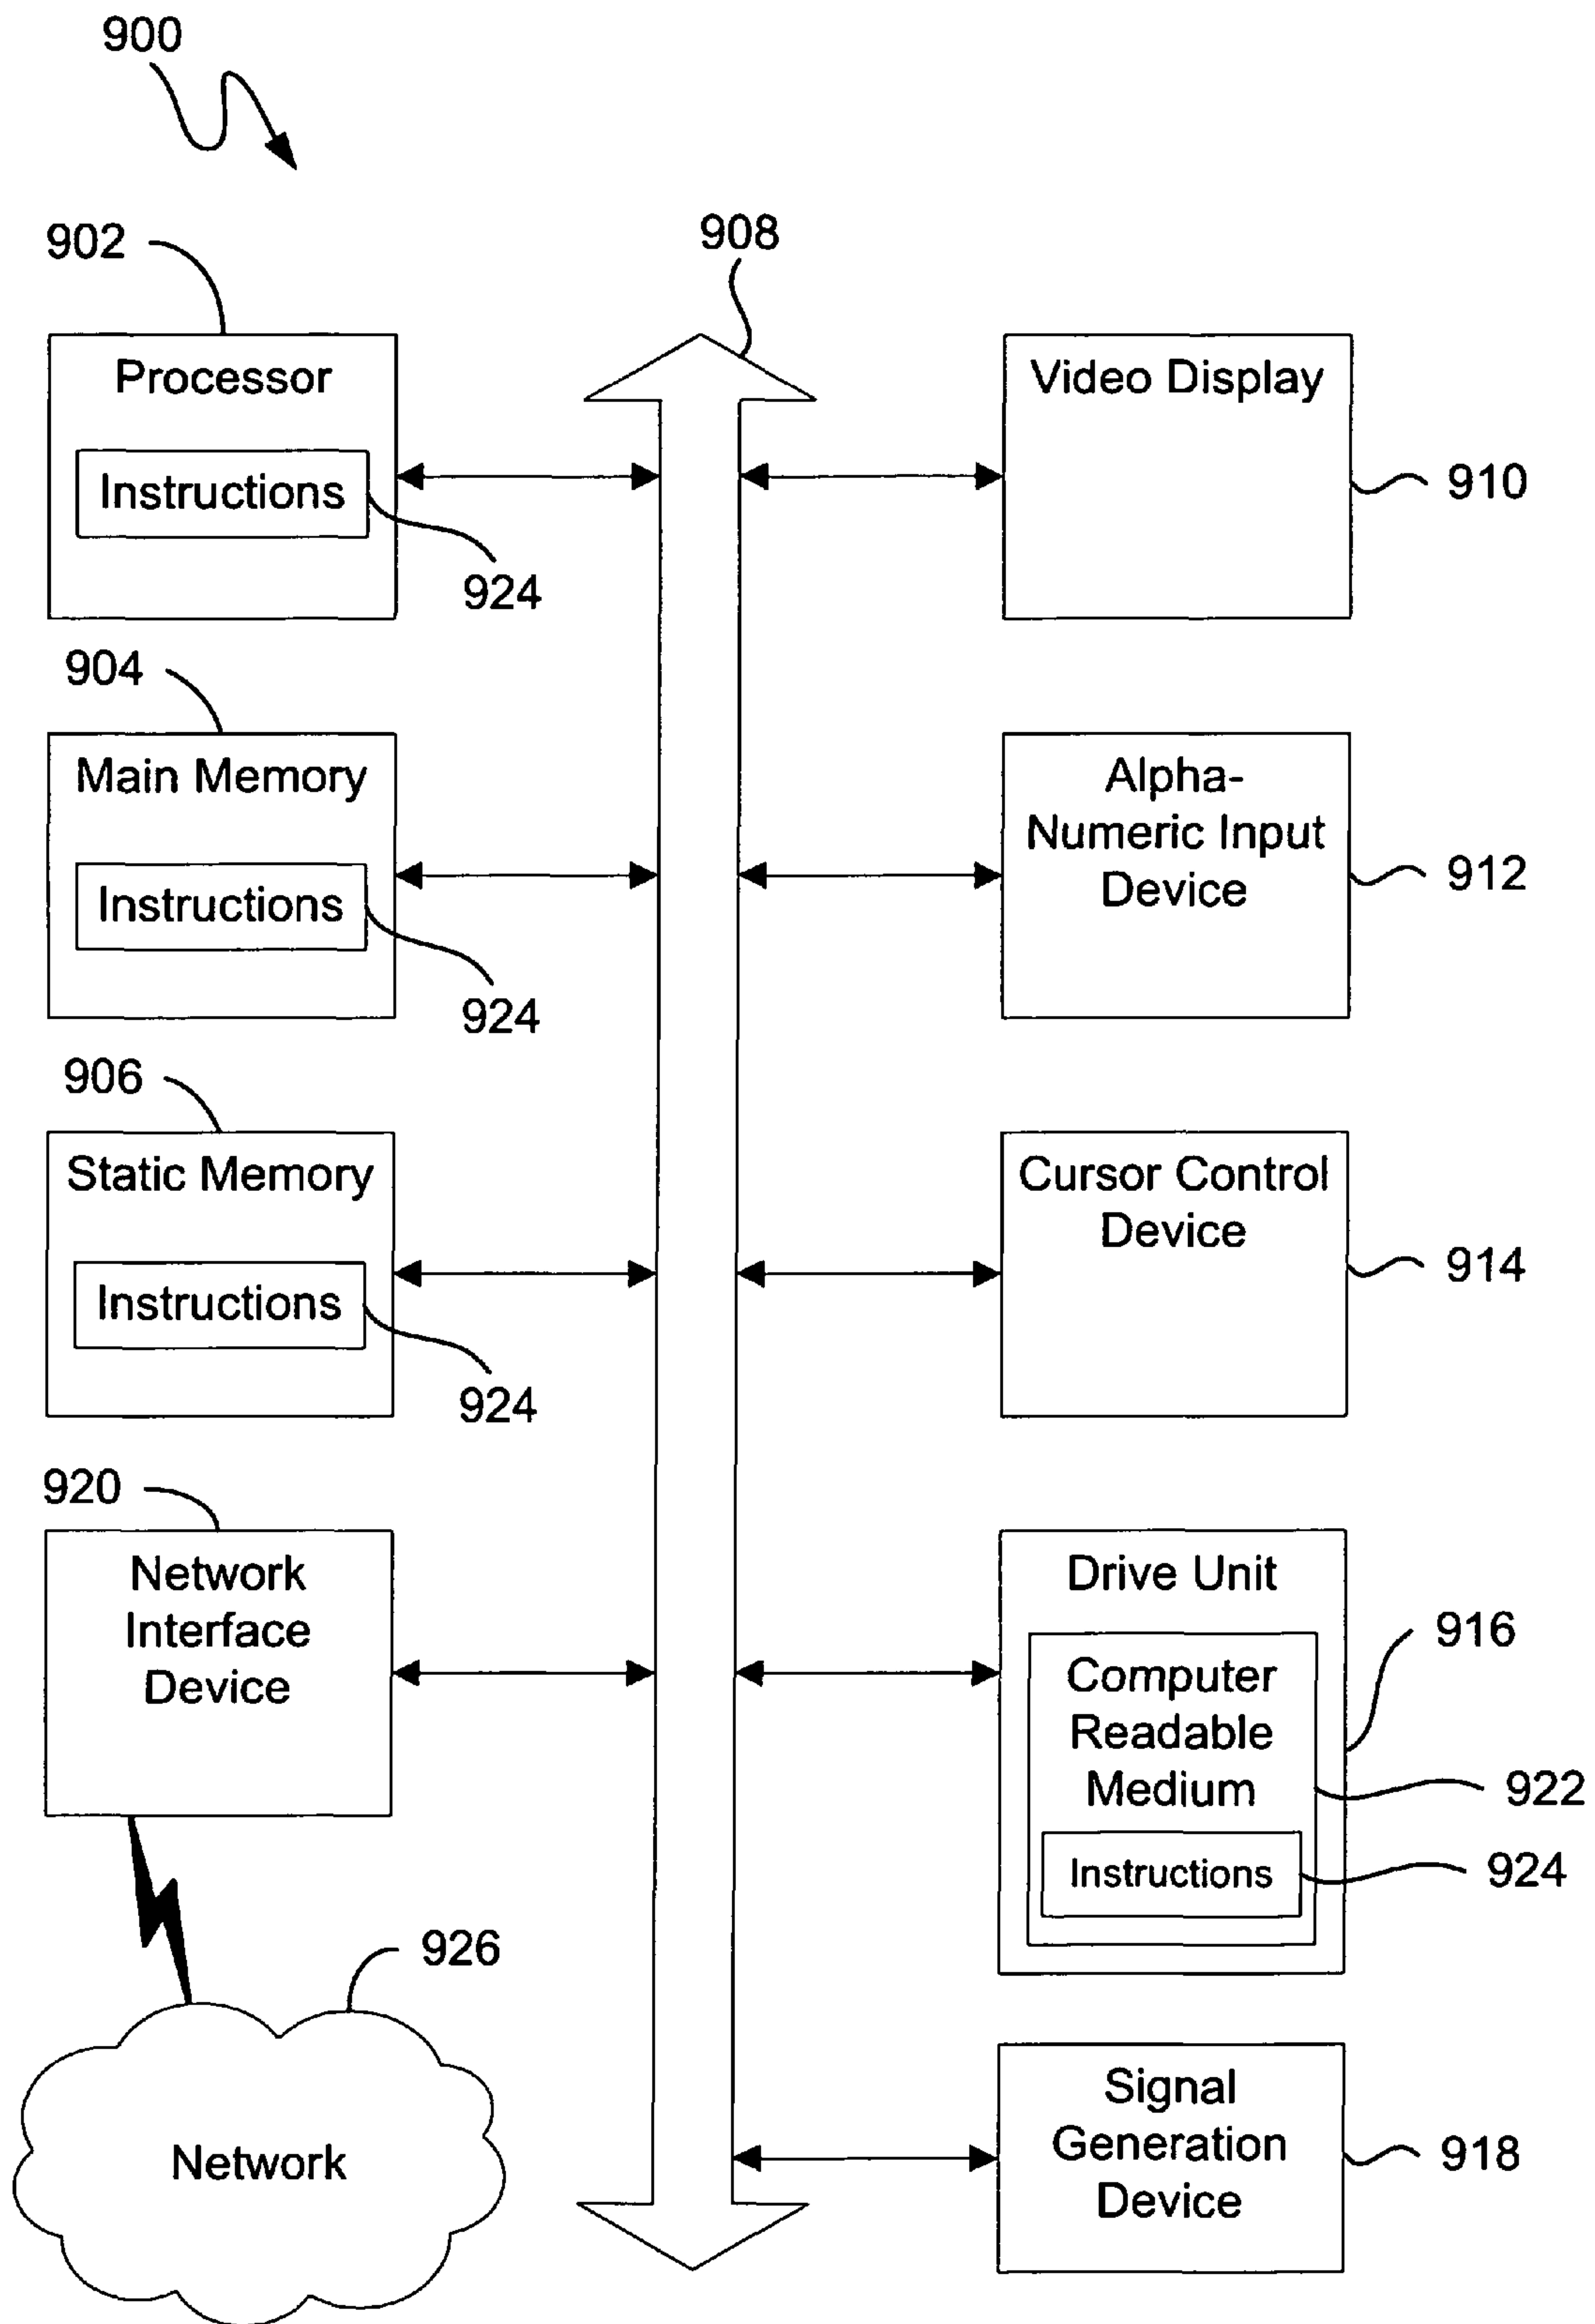 900
902
908
Processor
Instructions
924
Video Display
910
904
Main Memory
Instructions
924
Alpha-
Numeric Input
Device
912
906
Static Memory
Instructions
924
Cursor Control
Device
914
920
Network
Interface
Device
Drive Unit
916
Computer
Readable
Medium
922
Instructions
924
926
Network
Signal
Generation
Device
918